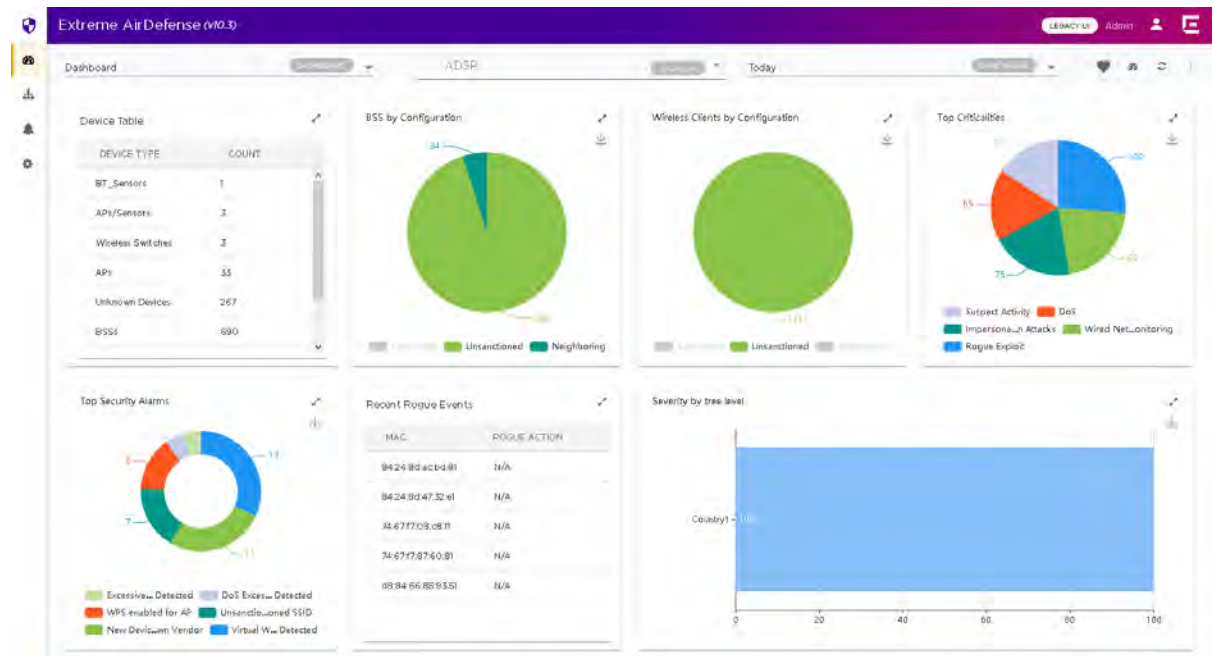 Extreme AirDefense (v10.3)
LEGACY UI Admin
Dashboard
ADSP
Today
Device Table
DEVICE TYPE COUNT
BT_Sensors 1
APs/Sensors 3
Wireless Switches 3
APs 33
Unknown Devices 267
BSSs 690
BSS by Configuration
34
Unsanctioned Neighboring
Wireless Clients by Configuration
Unsanctioned
Top Criticalities
100
75
Suspect Activity DoS
Impersona...n Attacks Wired Net...onitoring
Rogue Exploit
Top Security Alarms
13
11
7
Excessive... Detected DoS Exces... Detected
WPS enabled for AP Unsanctio...oned SSID
New Devic...wn Vendor Virtual W... Detected
Recent Rogue Events
MAC ROGUE ACTION
84:24:8d:ac:bd:81 N/A
84:24:8d:47:32:e1 N/A
74:67:f7:09:c8:11 N/A
74:67:f7:87:60:81 N/A
N/A
Severity by tree level
Country1
0 20 40 60 80 100